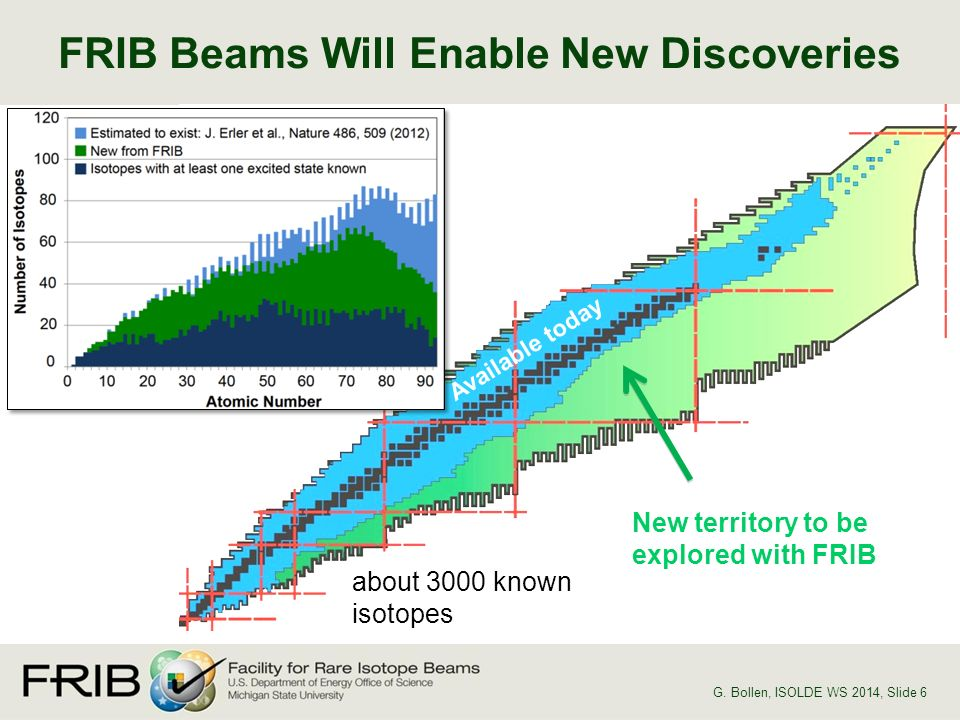 FRIB Beams Will Enable New Discoveries
120
100
80
60
40
20
0
Number of Isotopes
Estimated to exist: J. Erler et al., Nature 486, 509 (2012)
New from FRIB
Isotopes with at least one excited state known
0 10 20 30 40 50 60 70 80 90
Atomic Number
Available today
New territory to be
explored with FRIB
about 3000 known
isotopes
FRIB
Facility for Rare Isotope Beams
U.S. Department of Energy Office of Science
Michigan State University
G. Bollen, ISOLDE WS 2014, Slide 6